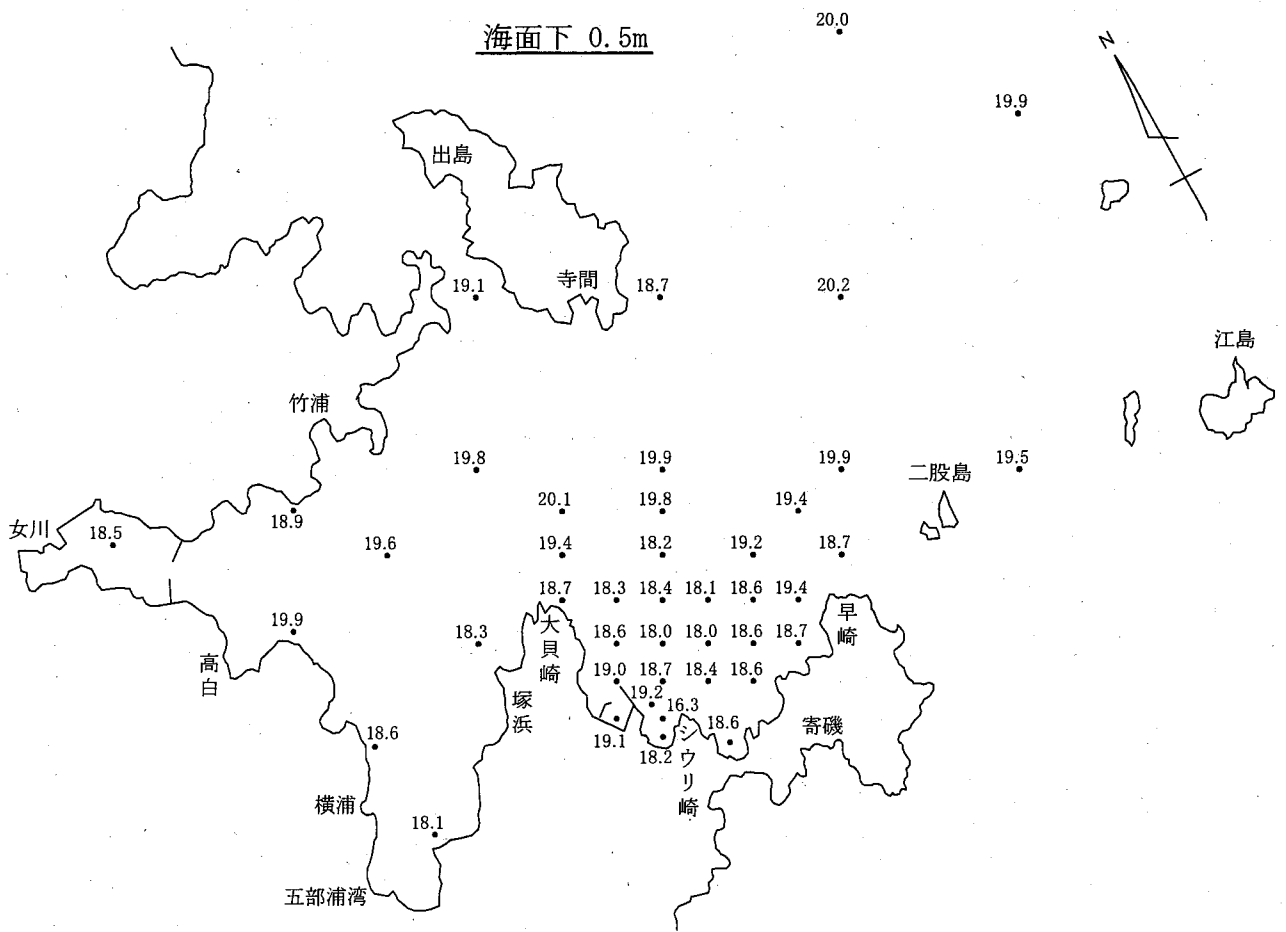 海面下 0.5m
20.0
N
19.9
出島
寺間
19.1
18.7
20.2
江島
竹浦
19.8
19.9
19.9
19.5
二股島
20.1
19.8
19.4
女川
18.5
18.9
19.6
19.4
18.2
19.2
18.7
18.7
18.3
18.4
18.1
18.6
19.4
早崎
19.9
18.3
大貝崎
18.6
18.0
18.0
18.6
18.7
高白
塚浜
19.0
18.7
18.4
18.6
19.2
16.3
18.6
寄磯
19.1
18.2
シウリ崎
18.6
横浦
18.1
五部浦湾